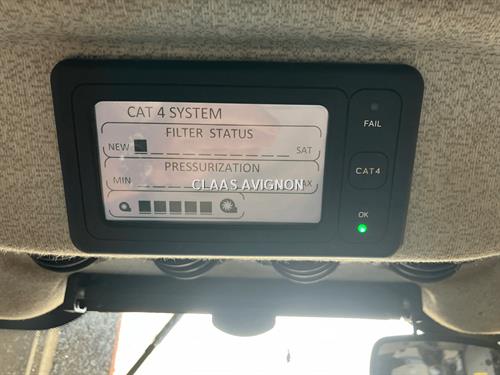 CAT 4 SYSTEM
FILTER STATUS
NEW SAT
PRESSURIZATION
MIN
CLAAS AVIGNON
FAIL
CAT4
OK